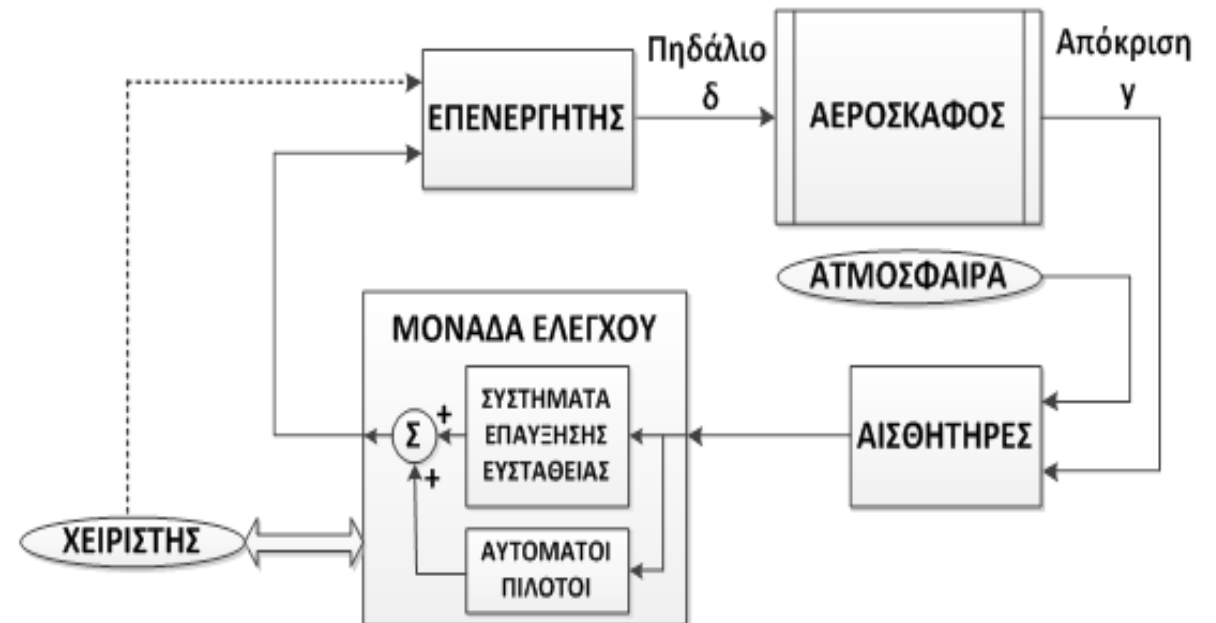 Πηδάλιο
δ
Απόκριση
y
ΕΠΕΝΕΡΓΗΤΗΣ
ΑΕΡΟΣΚΑΦΟΣ
ΑΤΜΟΣΦΑΙΡΑ
ΜΟΝΑΔΑ ΕΛΕΓΧΟΥ
ΣΥΣΤΗΜΑΤΑ
ΕΠΑΥΞΗΣΗΣ
ΕΥΣΤΑΘΕΙΑΣ
Σ
+
+
ΑΙΣΘΗΤΗΡΕΣ
ΧΕΙΡΙΣΤΗΣ
ΑΥΤΟΜΑΤΟΙ
ΠΙΛΟΤΟΙ